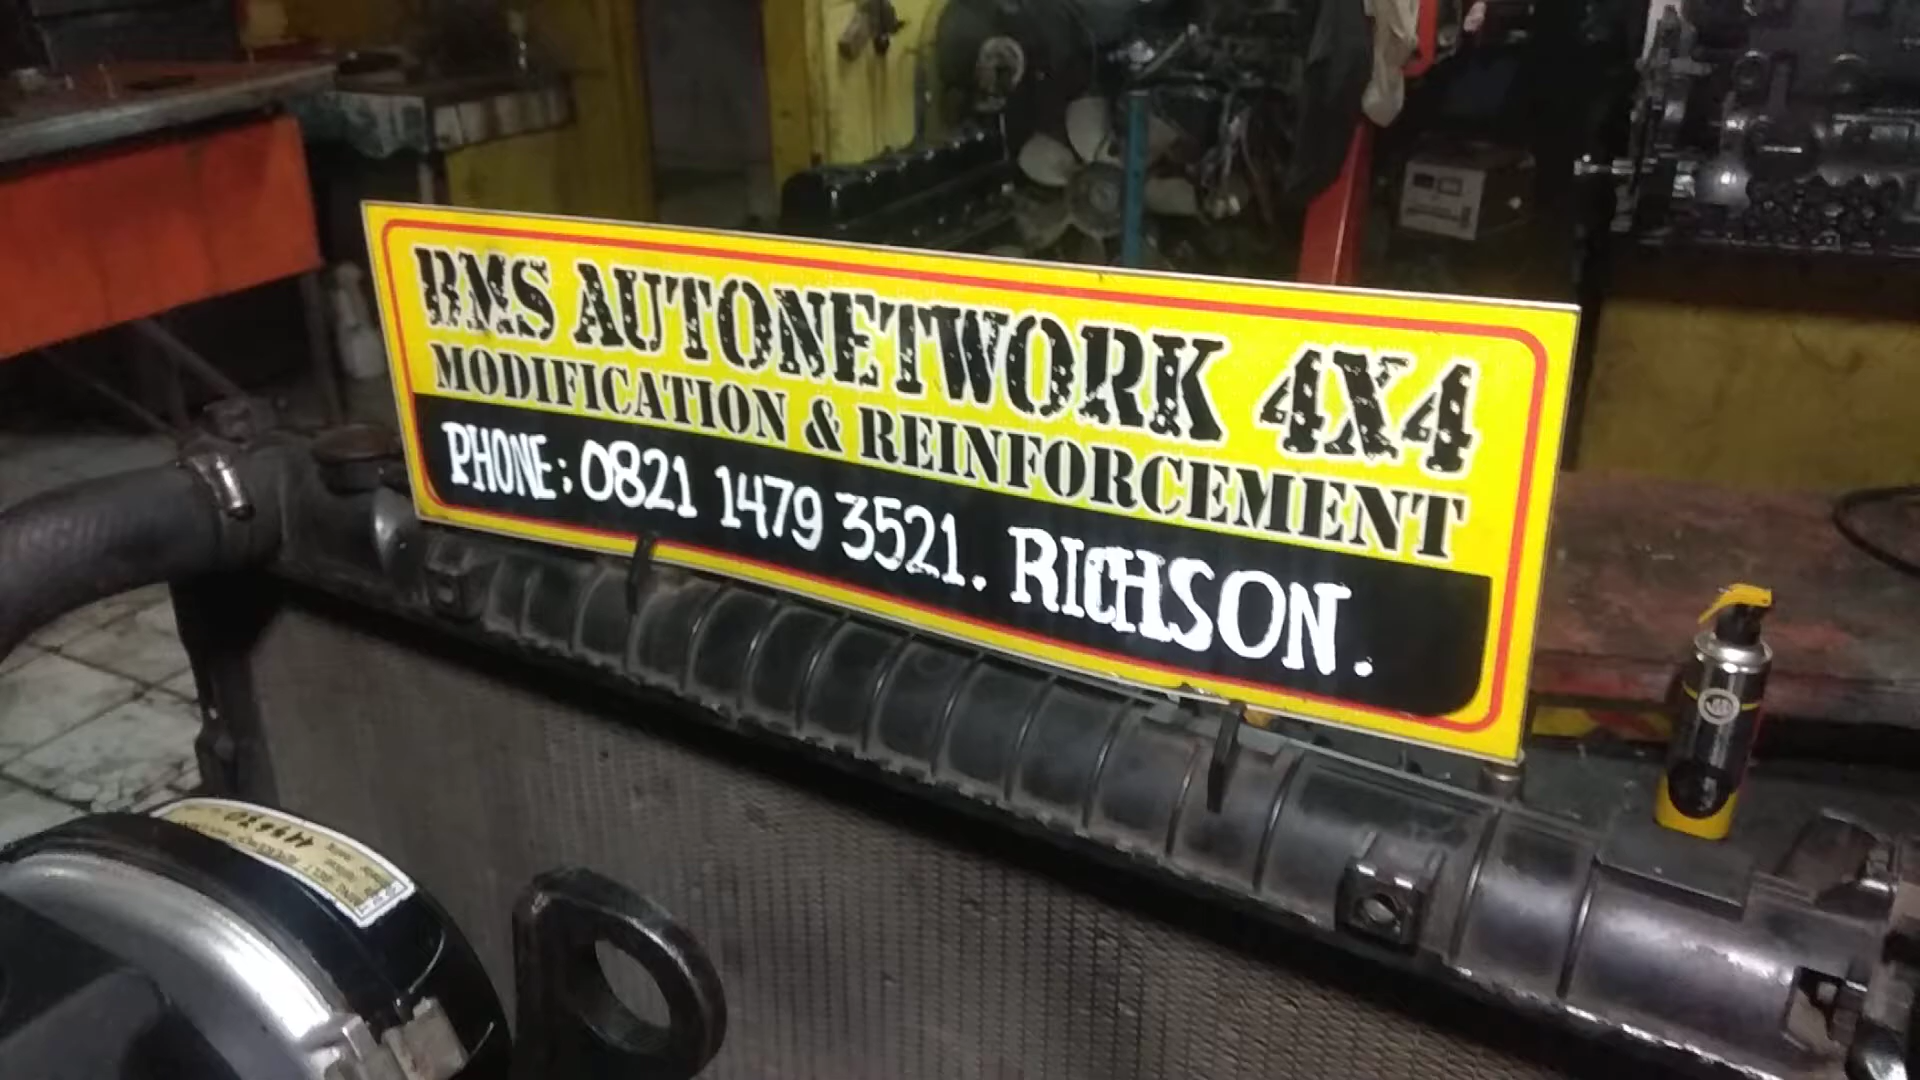 BMS AUTONETWORK 4X4
MODIFICATION & REINFORCEMENT
PHONE: 0821 1479 3521. RICHSON.